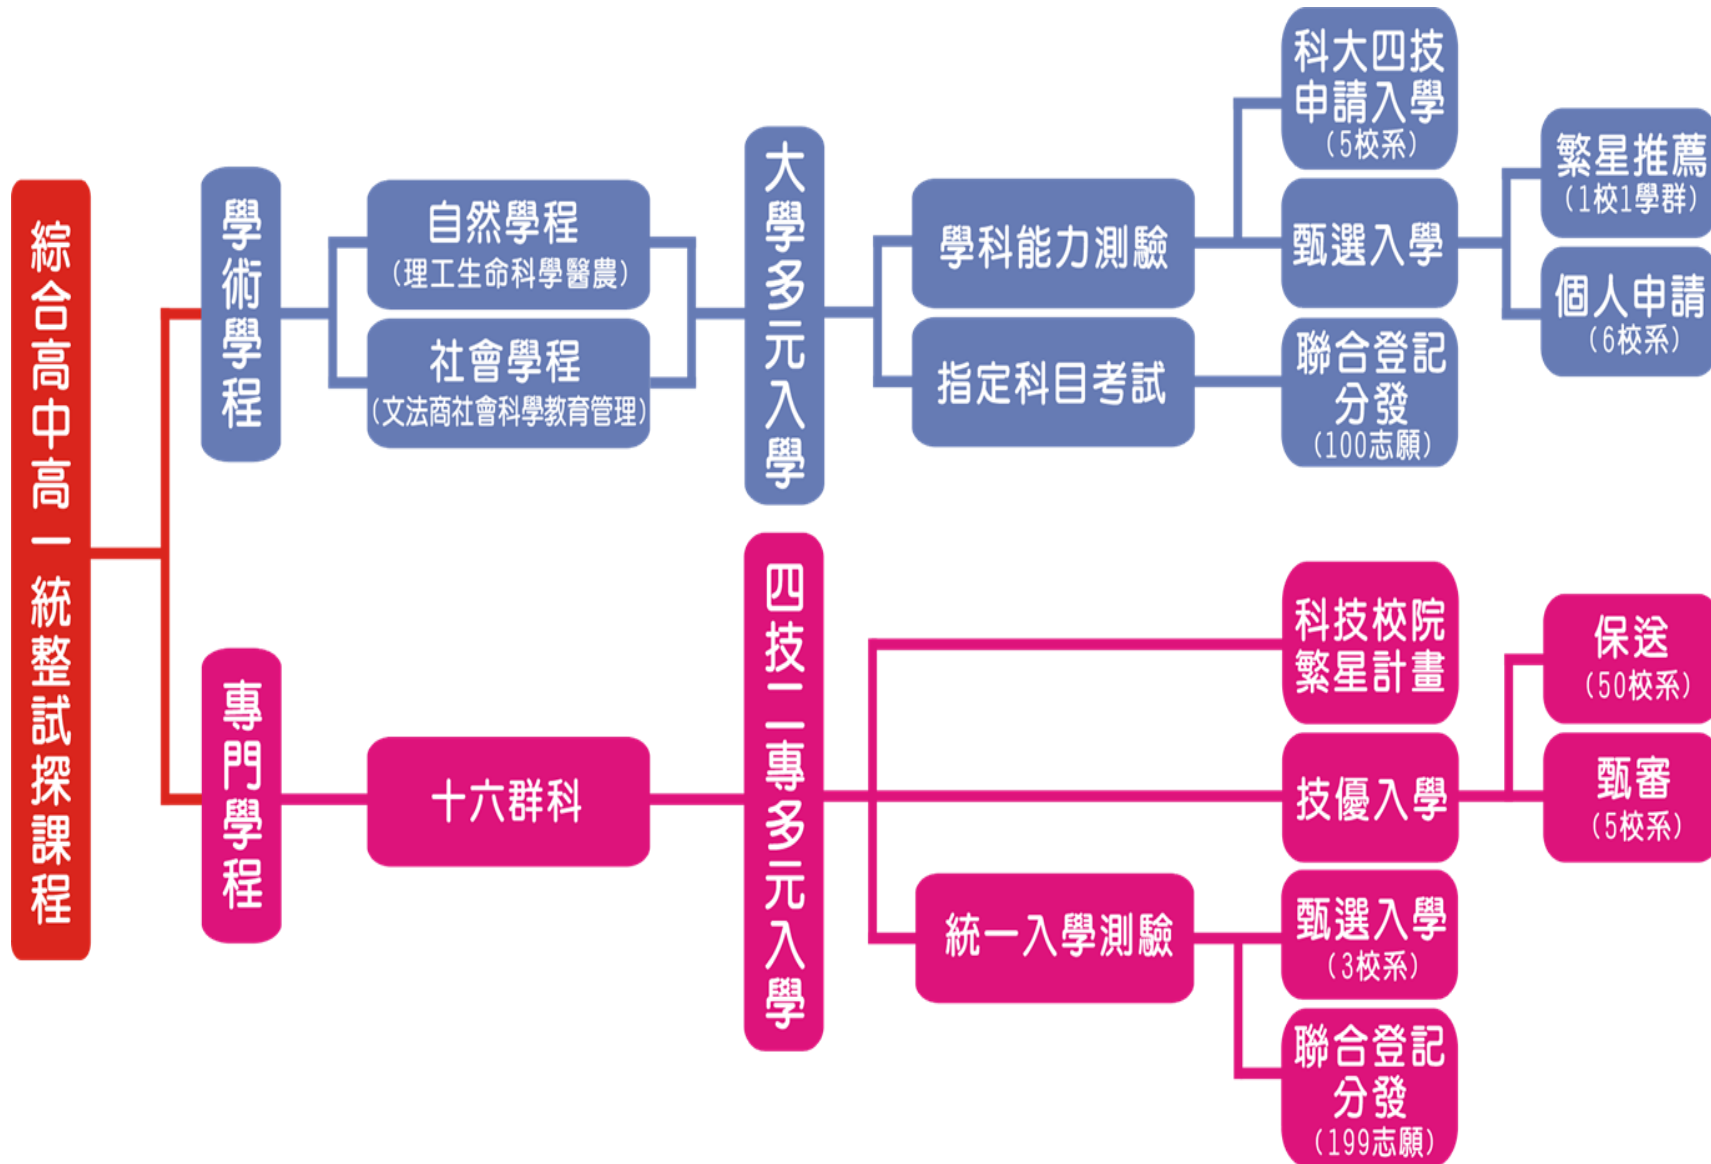 綜合高中高一統整試探課程
學術學程
自然學程
(理工生命科學醫農)
社會學程
(文法商社會科學教育管理)
大學多元入學
學科能力測驗
指定科目考試
科大四技
申請入學
(5校系)
甄選入學
聯合登記
分發
(100志願)
繁星推薦
(1校1學群)
個人申請
(6校系)
專門學程
十六群科
四技二專多元入學
統一入學測驗
科技校院
繁星計畫
技優入學
甄選入學
(3校系)
聯合登記
分發
(199志願)
保送
(50校系)
甄審
(5校系)